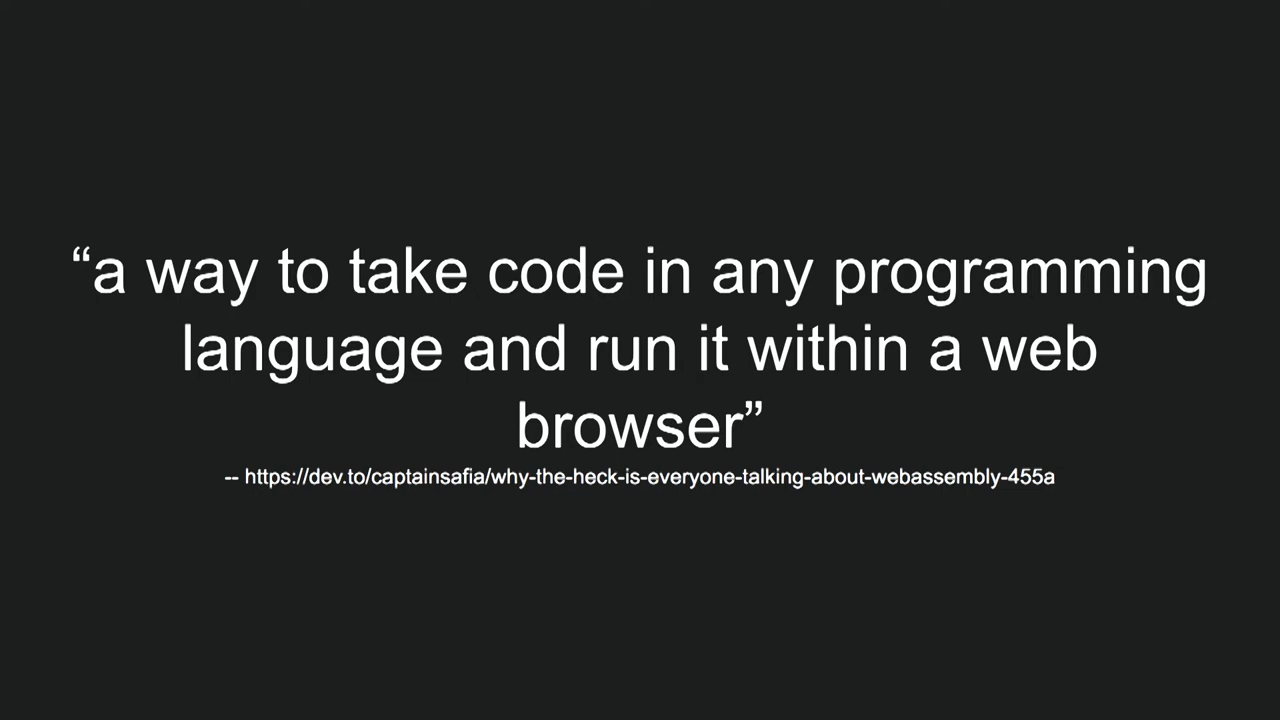 “a way to take code in any programming
language and run it within a web
browser”
-- https://dev.to/captainsafia/why-the-heck-is-everyone-talking-about-webassembly-455a